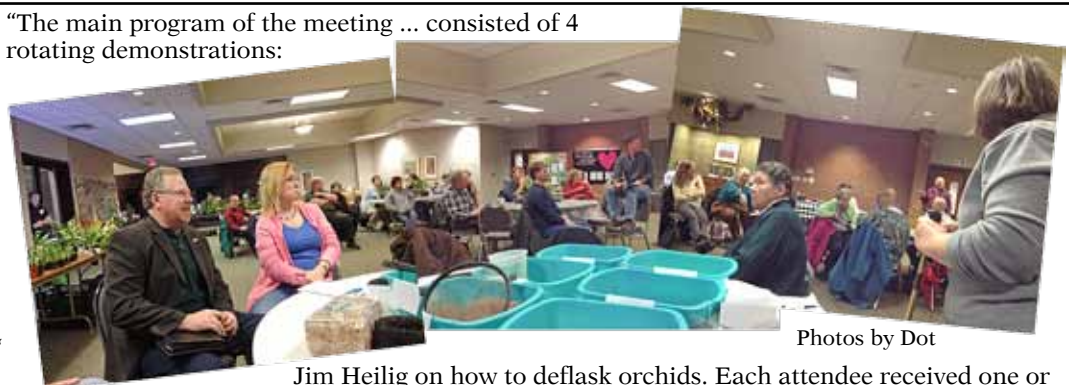 “The main program of the meeting ... consisted of 4
rotating demonstrations:
Photos by Dot
Jim Heilig on how to deflask orchids. Each attendee received one or